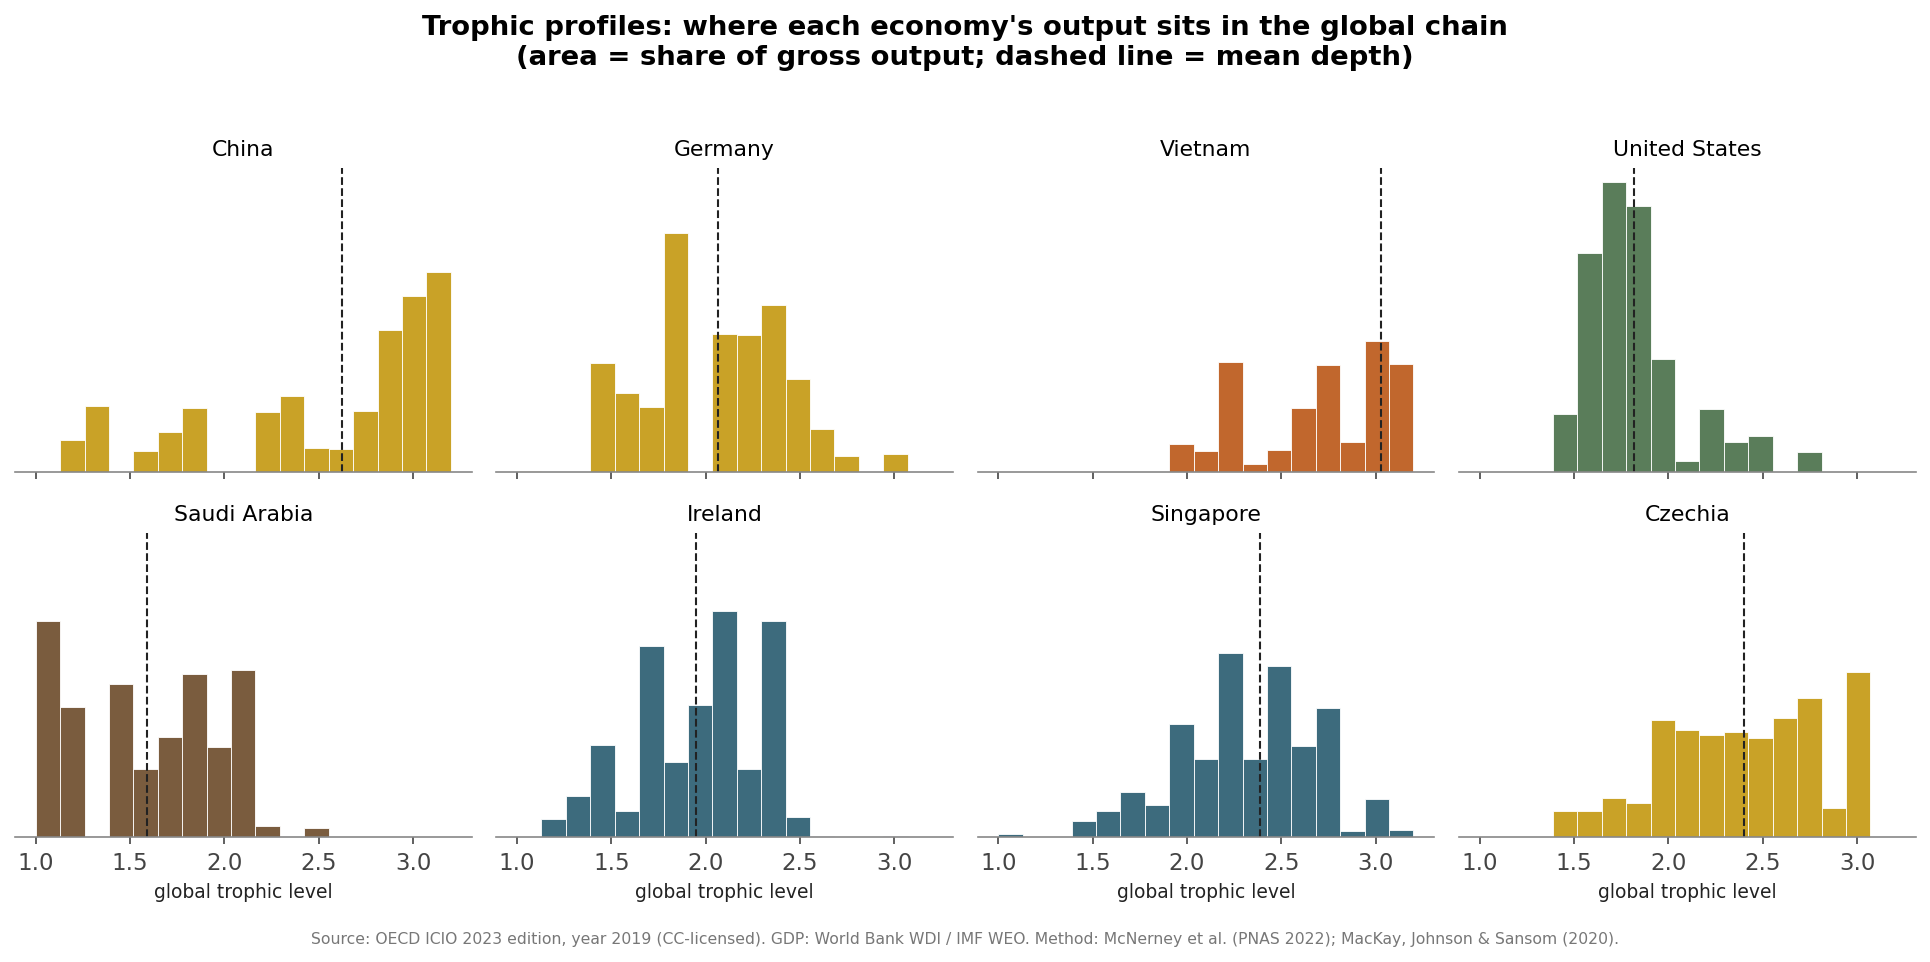 Trophic profiles: where each economy's output sits in the global chain
(area = share of gross output; dashed line = mean depth)
China
Germany
Vietnam
United States
Saudi Arabia
Ireland
Singapore
Czechia
1.0 1.5 2.0 2.5 3.0
1.0 1.5 2.0 2.5 3.0
1.0 1.5 2.0 2.5 3.0
1.0 1.5 2.0 2.5 3.0
global trophic level
global trophic level
global trophic level
global trophic level
Source: OECD ICIO 2023 edition, year 2019 (CC-licensed). GDP: World Bank WDI / IMF WEO. Method: McNerney et al. (PNAS 2022); MacKay, Johnson & Sansom (2020).